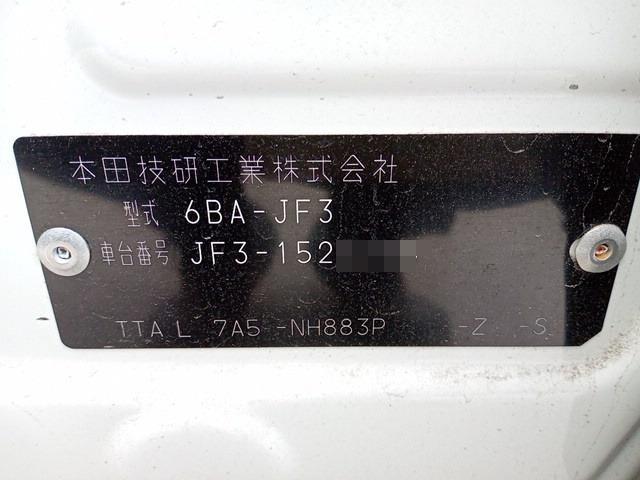 本田技研工業株式会社
型式 6BA-JF3
車台番号 JF3-152
TTA L 7A5 -NH883P -Z -S